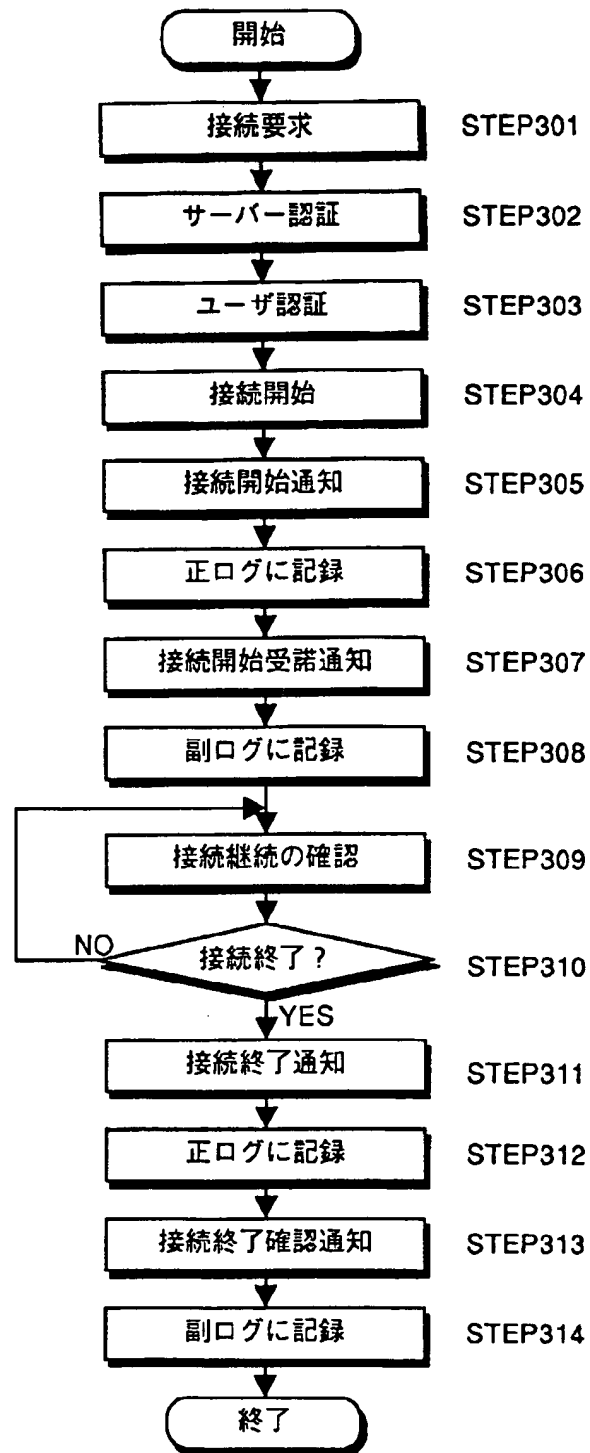 開始
接続要求 STEP301
サーバー認証 STEP302
ユーザ認証 STEP303
接続開始 STEP304
接続開始通知 STEP305
正ログに記録 STEP306
接続開始受諾通知 STEP307
副ログに記録 STEP308
接続継続の確認 STEP309
NO
接続終了? STEP310
YES
接続終了通知 STEP311
正ログに記録 STEP312
接続終了確認通知 STEP313
副ログに記録 STEP314
終了